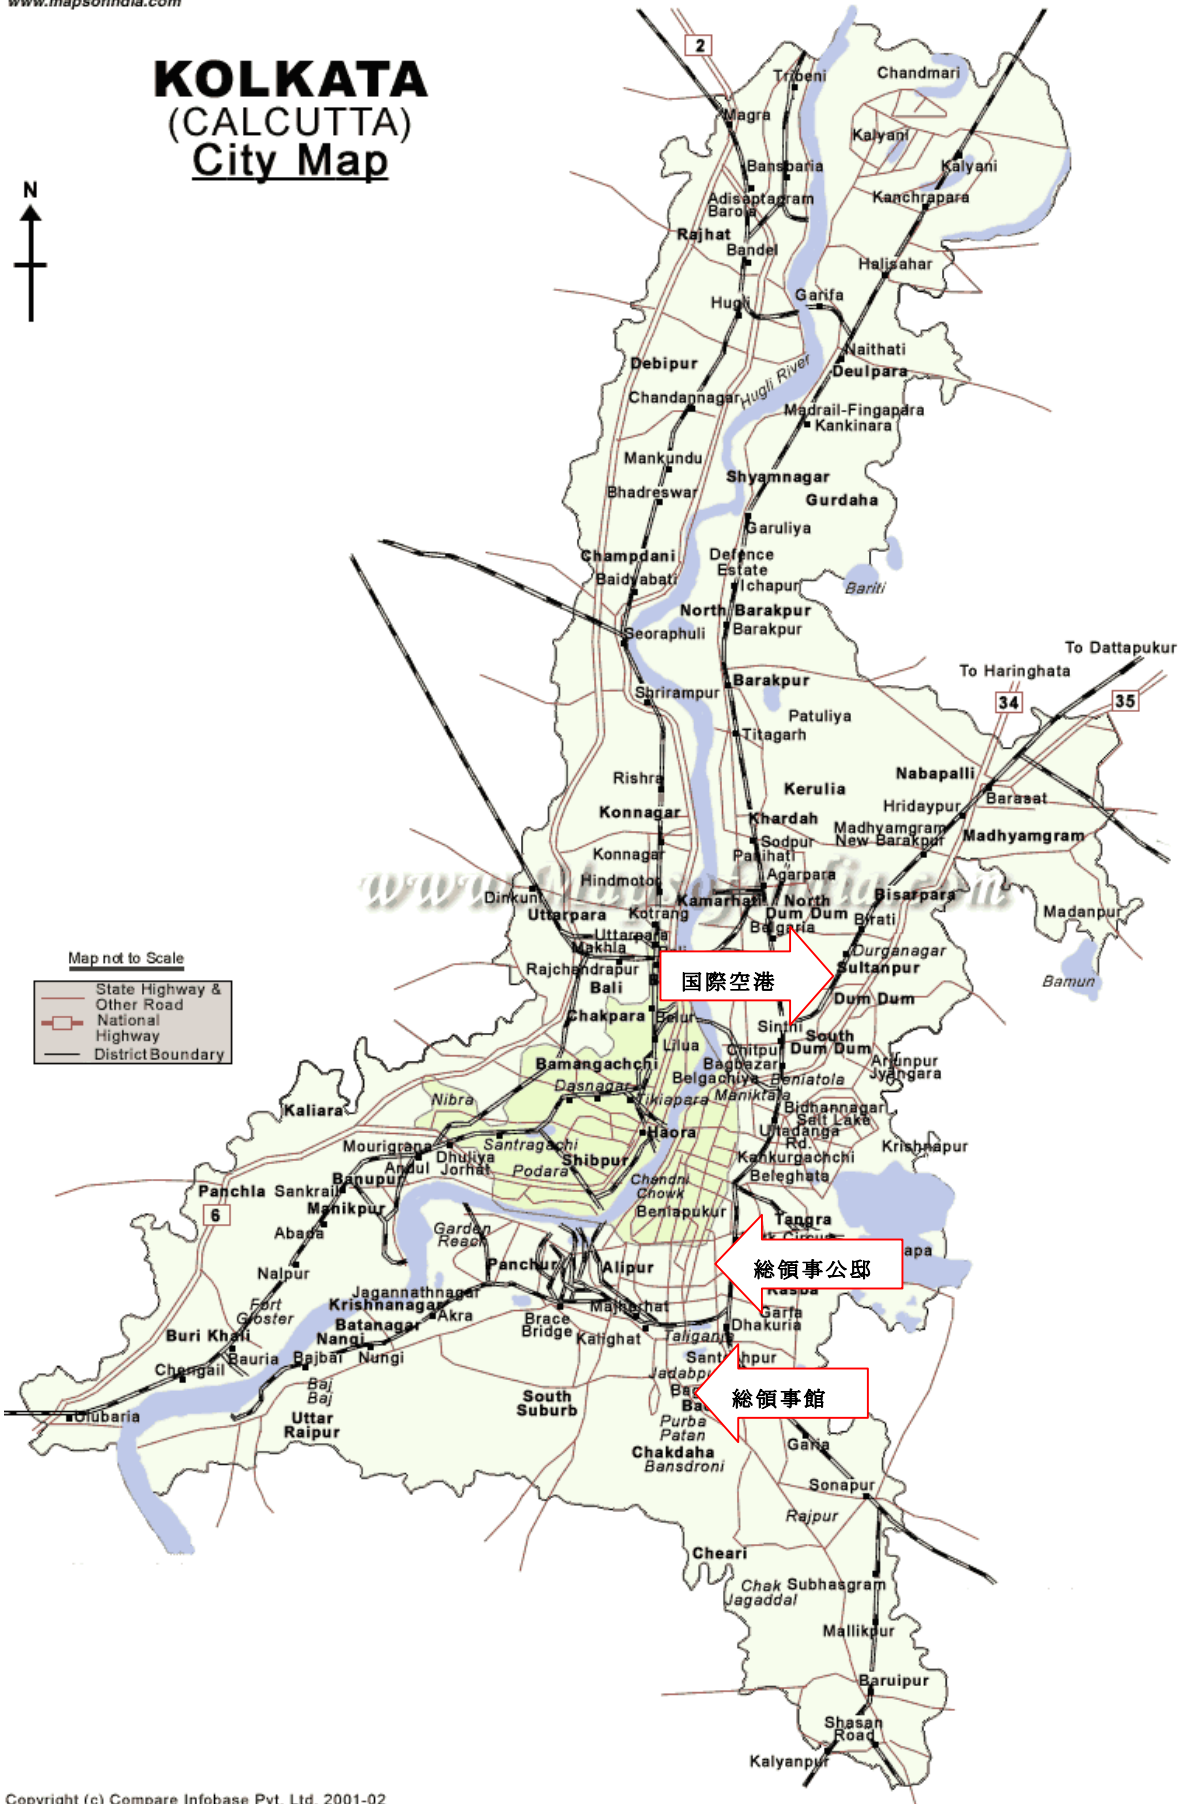 www.mapsofindia.com
KOLKATA
(CALCUTTA)
City Map
N
2
Tribeni
Chandmari
Magra
Kalyani
Bansbaria
Kalyani
Adisaptagram
Kanchrapara
Rajhat
Bandel
Halisahar
Hugli
Garifa
Naithati
Debipur
Deulpara
Hugli River
Chandannagar
Madrail-Fingapara
Kankinara
Mankundu
Shyamnagar
Bhadreswar
Gurdaha
Garuliya
Champdani
Defence
Estate
Baidyabati
Ichapur
Bariti
North Barakpur
Seoraphuli
Barakpur
To Dattapukur
To Haringhata
Barakpur
Shrirampur
34
35
Patuliya
Titagarh
Rishra
Nabapalli
Kerulia
Barasat
Hridaypur
Konnagar
Khardah
Madhyamgram
Madhyamgram
New Barakpur
Sodpur
Konnagar
Panihati
Agarpara
Hindmotor
www.Mapsofindia.com
Dinkuni
Kamarhati
North
Dum Dum
Bisarpara
Uttarpara
Kotrang
Birati
Madanpur
Belgaria
Uttarpara
Makhla
Durganagar
Map not to Scale
Rajchandrapur
Bali
国際空港
Sultanpur
Bamun
State Highway &
Other Road
National
Highway
District Boundary
Dum Dum
Chakpara
Belur
Sinthi
South
Dum Dum
Lilua
Chitpur
Bamangachchi
Bagbazar
Arjunpur
Jyangara
Belgachiya
Beniatola
Dasnagar
Tikiapara
Maniktala
Nibra
Kaliara
Bidhannagar
Salt Lake
Haora
Ultadanga
Rd.
Mourigrana
Santragachi
Krishnapur
Dhuliya
Shibpur
Kankurgachchi
Andul
Jorhat
Podara
Beleghata
Banupur
Chandni
Chowk
Panchla
Sankrail
Manikpur
Benlapukur
6
Tangra
Abada
Garden
Reach
総領事公邸
Panchur
Alipur
Nalpur
Jagannathnagar
Krishnanagar
Majherhat
Garfa
Fort
Gloster
Akra
Brace
Bridge
Batanagar
Taliganja
Dhakuria
Buri Khali
Nangi
Kalighat
Bauria
Bajbai
Nungi
Chengail
Baj
Baj
総領事館
South
Suburb
Ulubaria
Uttar
Raipur
Purba
Patan
Garia
Chakdaha
Bansdroni
Sonapur
Rajpur
Cheari
Chak
Jagaddal
Subhasgram
Mallikpur
Baruipur
Shasan
Road
Kalyanpur
Copyright (c) Compare Infobase Pvt. Ltd. 2001-02